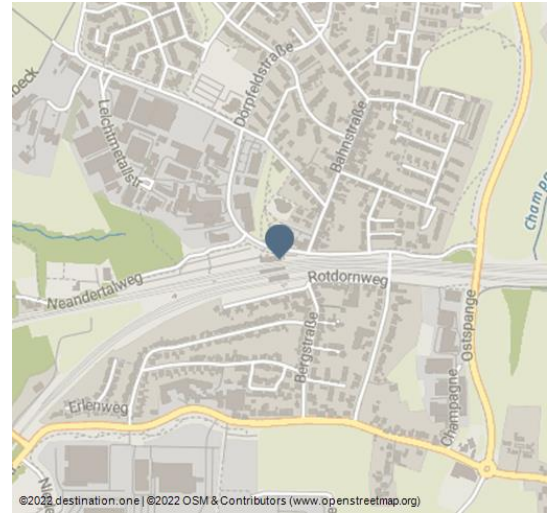 Dörpfeldstraße
Leichtmetallstr
Bahnstraße
Neandertalweg
Rotdornweg
Bergstraße
Ostspange
Erlenweg
Champagne
©2022 destination.one | ©2022 OSM & Contributors (www.openstreetmap.org)